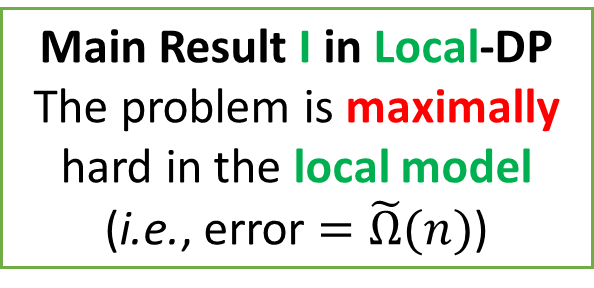 Main Result I in Local-DP
The problem is maximally
hard in the local model
(i.e., error = Ω̃(n))